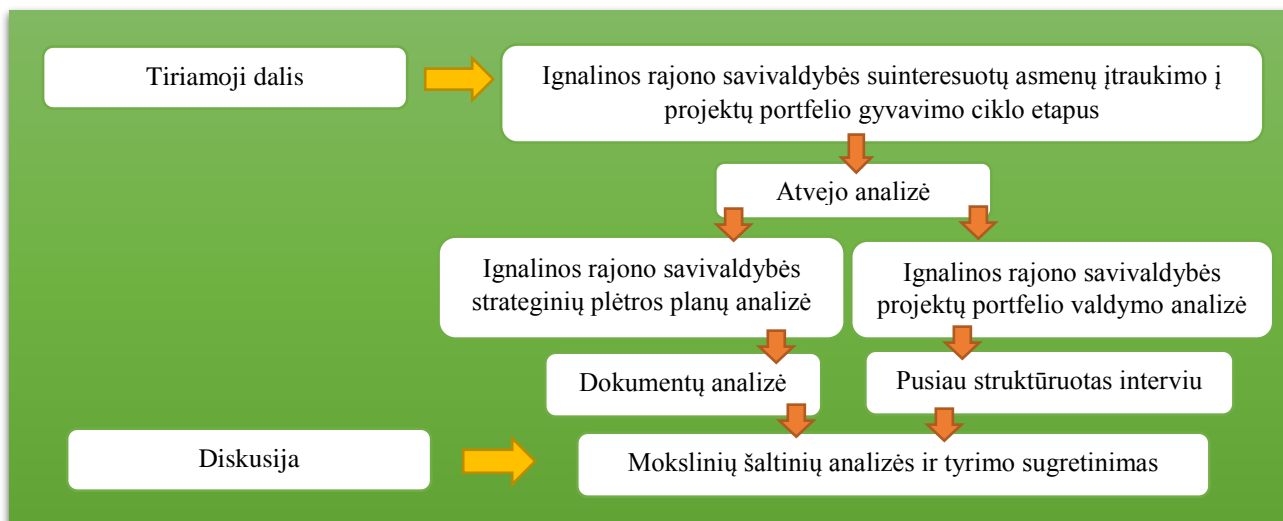 Tiriamoji dalis
Ignalinos rajono savivaldybės suinteresuotų asmenų įtraukimo į
projektų portfelio gyvavimo ciklo etapus
Atvejo analizė
Ignalinos rajono savivaldybės
strateginių plėtros planų analizė
Ignalinos rajono savivaldybės
projektų portfelio valdymo analizė
Dokumentų analizė
Pusiau struktūruotas interviu
Diskusija
Mokslinių šaltinių analizės ir tyrimo sugretinimas